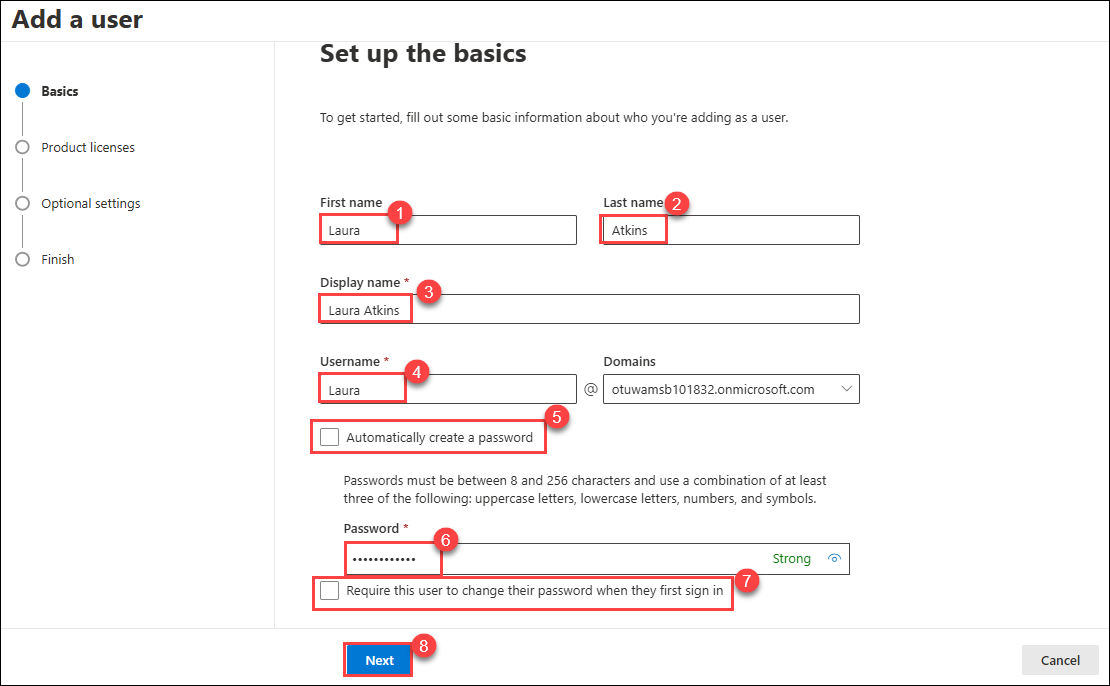 Add a user
Set up the basics
Basics
Product licenses
Optional settings
Finish
To get started, fill out some basic information about who you're adding as a user.
First name
1
Last name
2
Laura
Atkins
Display name *
3
Laura Atkins
Username *
4
Domains
Laura
@
otuwamsb101832.onmicrosoft.com
5
Automatically create a password
Passwords must be between 8 and 256 characters and use a combination of at least
three of the following: uppercase letters, lowercase letters, numbers, and symbols.
Password *
6
••••••••••••
Strong
7
Require this user to change their password when they first sign in
8
Next
Cancel